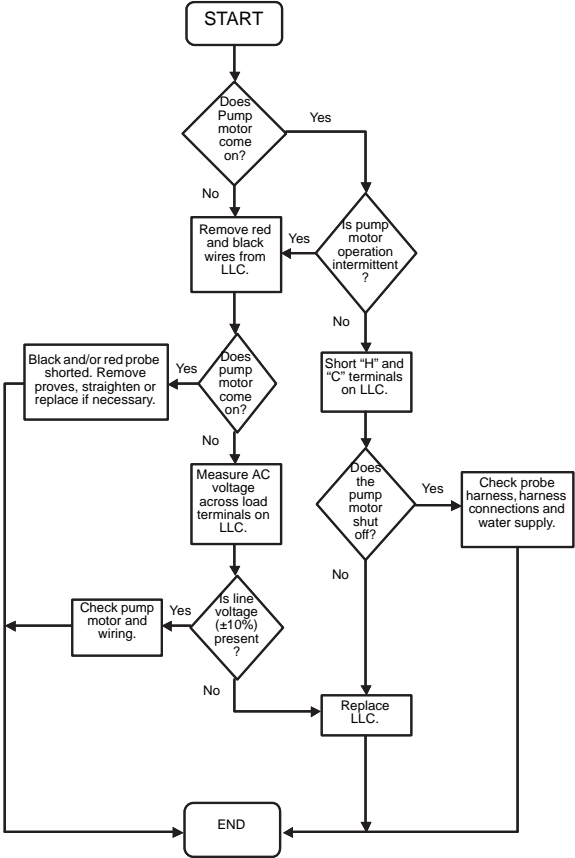 START
Does
Pump
motor
come
on?
Yes
No
Remove red
and black
wires from
LLC.
Yes
Is pump
motor
operation
intermittent
?
No
Black and/or red probe
shorted. Remove
proves, straighten or
replace if necessary.
Yes
Does
pump
motor
come
on?
No
Short “H” and
“C” terminals
on LLC.
Measure AC
voltage
across load
terminals on
LLC.
Does
the
pump
motor
shut
off?
Yes
No
Check probe
harness, harness
connections and
water supply.
Check pump
motor and
wiring.
Yes
Is line
voltage
(±10%)
present
?
No
Replace
LLC.
END